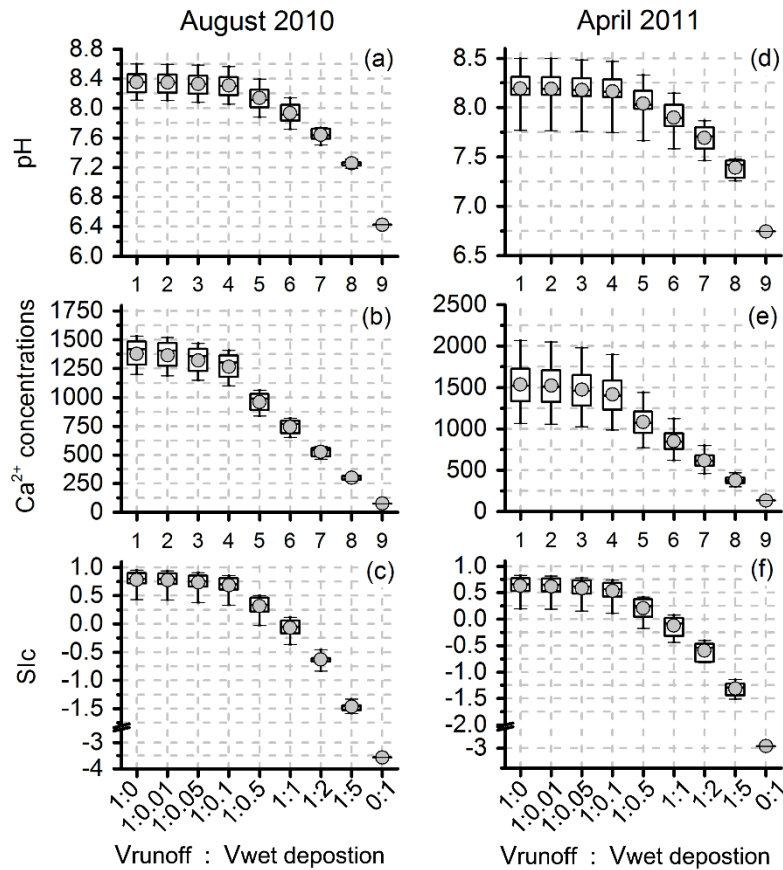 August 2010
April 2011
(a)
pH
8.8
8.4
8.0
7.6
7.2
6.8
6.4
6.0
1 2 3 4 5 6 7 8 9
(d)
8.5
8.0
7.5
7.0
6.5
1 2 3 4 5 6 7 8 9
(b)
Ca²⁺ concentrations
1750
1500
1250
1000
750
500
250
0
1 2 3 4 5 6 7 8 9
(e)
2500
2000
1500
1000
500
0
1 2 3 4 5 6 7 8 9
(c)
SIc
1.0
0.5
0.0
-0.5
-1.0
-1.5
-3
-4
1:0 1:0.01 1:0.05 1:0.1 1:0.5 1:1 1:2 1:5 0:1
(f)
1.0
0.5
0.0
-0.5
-1.0
-1.5
-2.0
-3
1:0 1:0.01 1:0.05 1:0.1 1:0.5 1:1 1:2 1:5 0:1
Vrunoff : Vwet depostion
Vrunoff : Vwet depostion